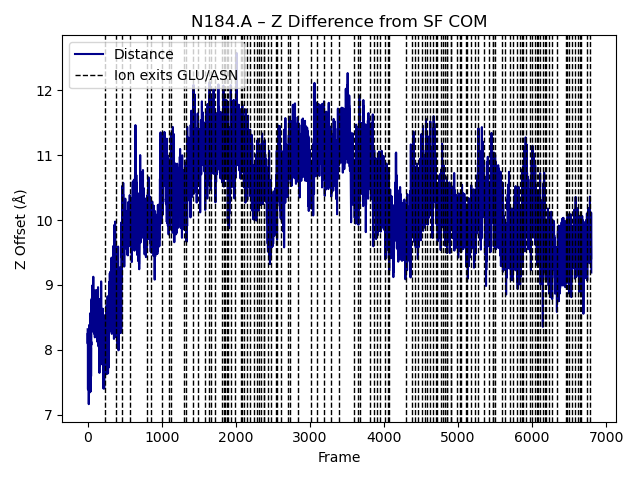 N184.A – Z Difference from SF COM
Distance
Ion exits GLU/ASN
Z Offset (Å)
12
11
10
9
8
7
0 1000 2000 3000 4000 5000 6000 7000
Frame